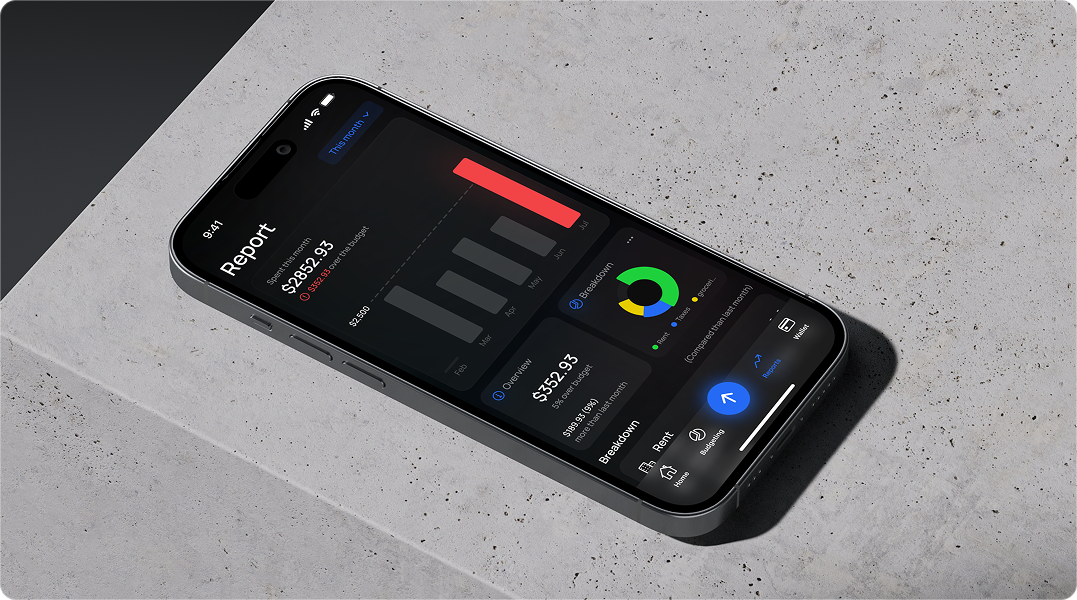 9:41
Report
This month
Spent this month
$2852.93
$352.93 over the budget
$2.500
Feb
Mar
Apr
May
Jun
Jul
Overview
$352.93
5% over budget
$189.93 (9%)
more than last month
Breakdown
Rent
Taxes
groceri...
Breakdown
(Compared than last month)
Rent
Home
Budgeting
Reports
Wallet